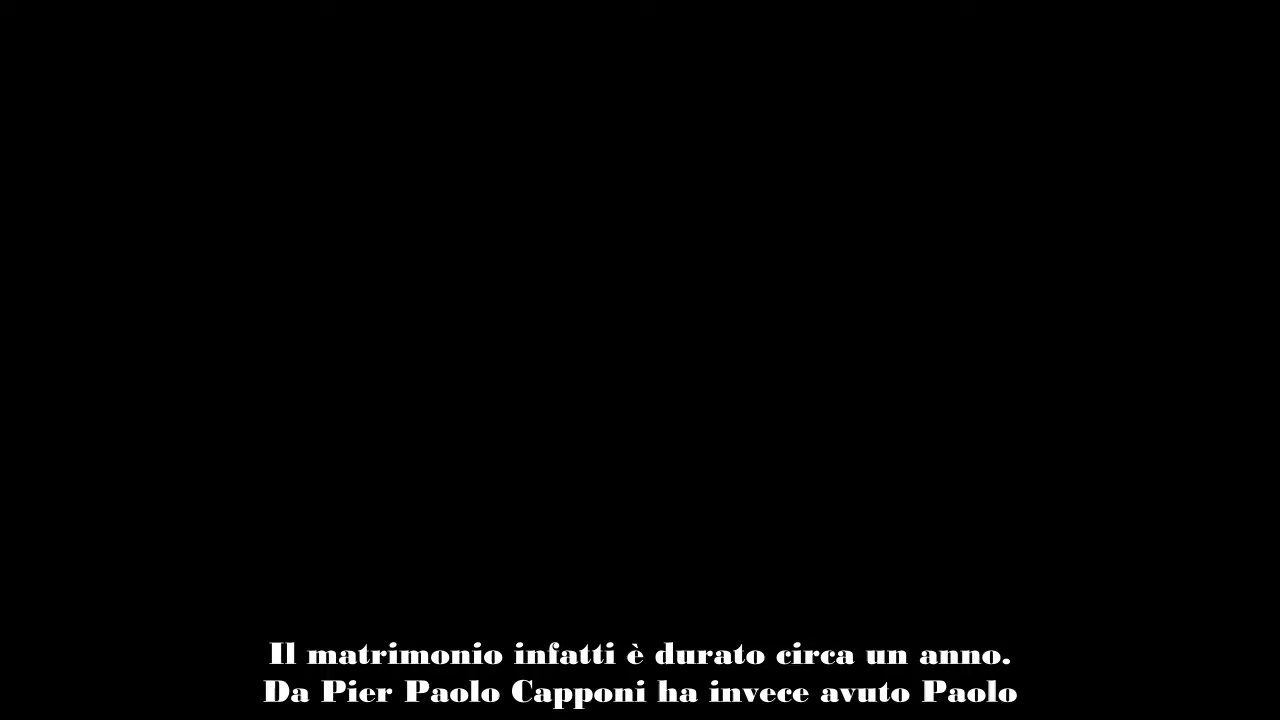 Il matrimonio infatti è durato circa un anno.
Da Pier Paolo Capponi ha invece avuto Paolo